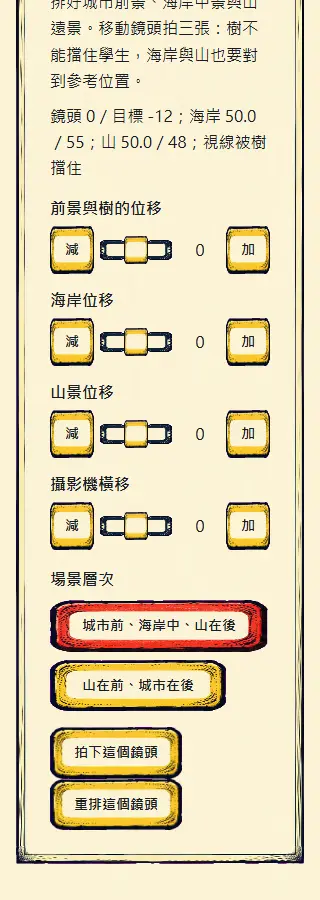 排好城市前景、海岸中景與山
遠景。移動鏡頭拍三張：樹不
能擋住學生，海岸與山也要對
到參考位置。
鏡頭 0 / 目標 -12；海岸 50.0
/ 55；山 50.0 / 48；視線被樹
擋住
前景與樹的位移
減 0 加
海岸位移
減 0 加
山景位移
減 0 加
攝影機橫移
減 0 加
場景層次
城市前、海岸中、山在後
山在前、城市在後
拍下這個鏡頭
重排這個鏡頭